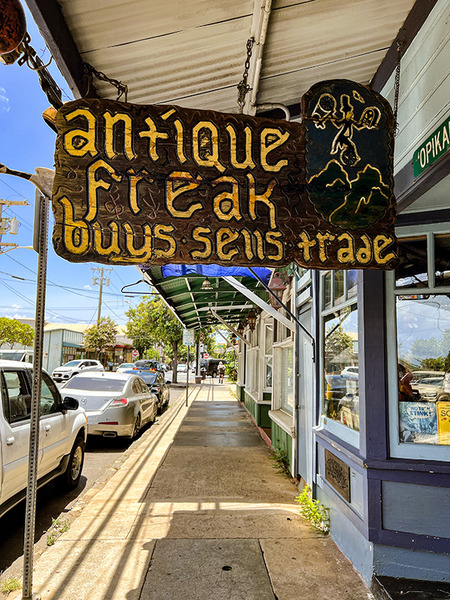 antique
freak
buys·sells·trade
'OPIKA